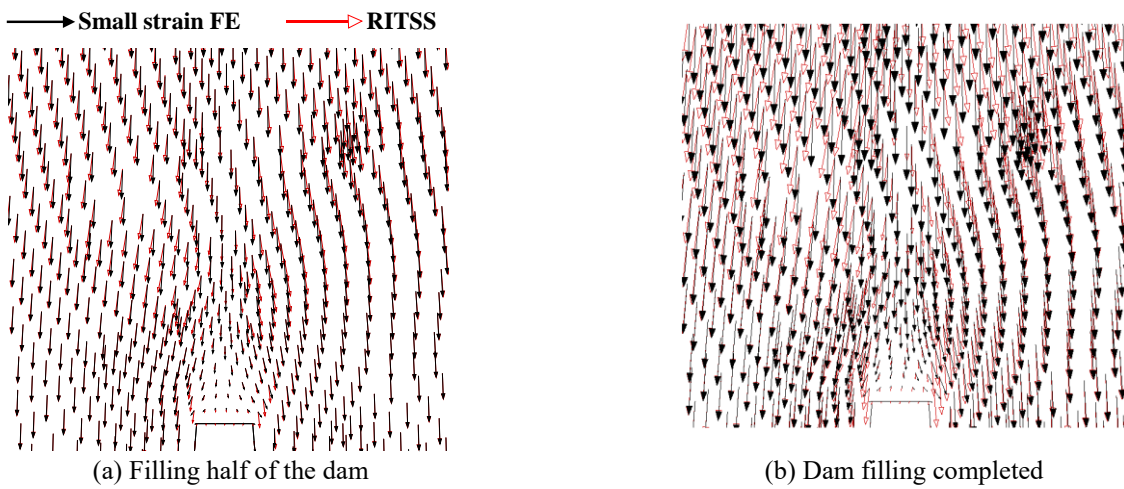 Small strain FE RITSS
(a) Filling half of the dam
(b) Dam filling completed